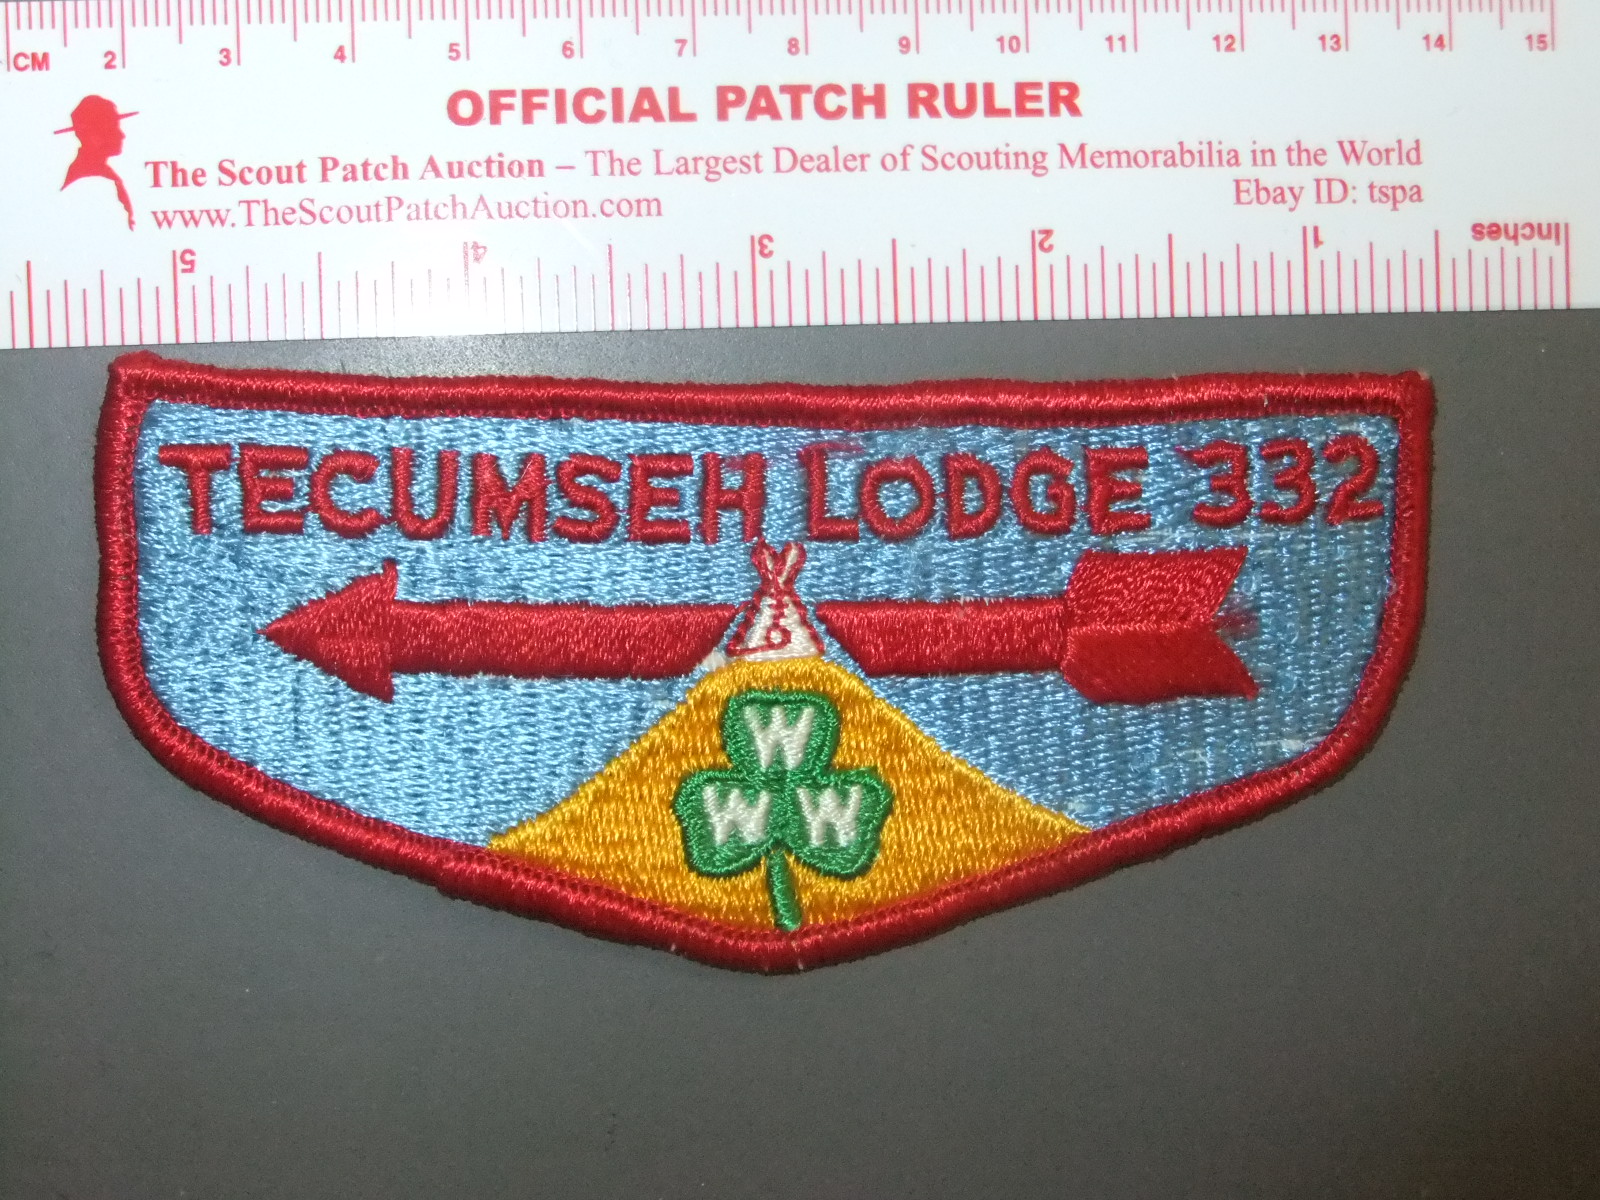 CM 2 3 4 5 6 7 8 9 10 11 12 13 14 15
OFFICIAL PATCH RULER
The Scout Patch Auction – The Largest Dealer of Scouting Memorabilia in the World
www.TheScoutPatchAuction.com
Ebay ID: tspa
5 4 3 2 1 Inches
TECUMSEH LODGE 332
W
W W